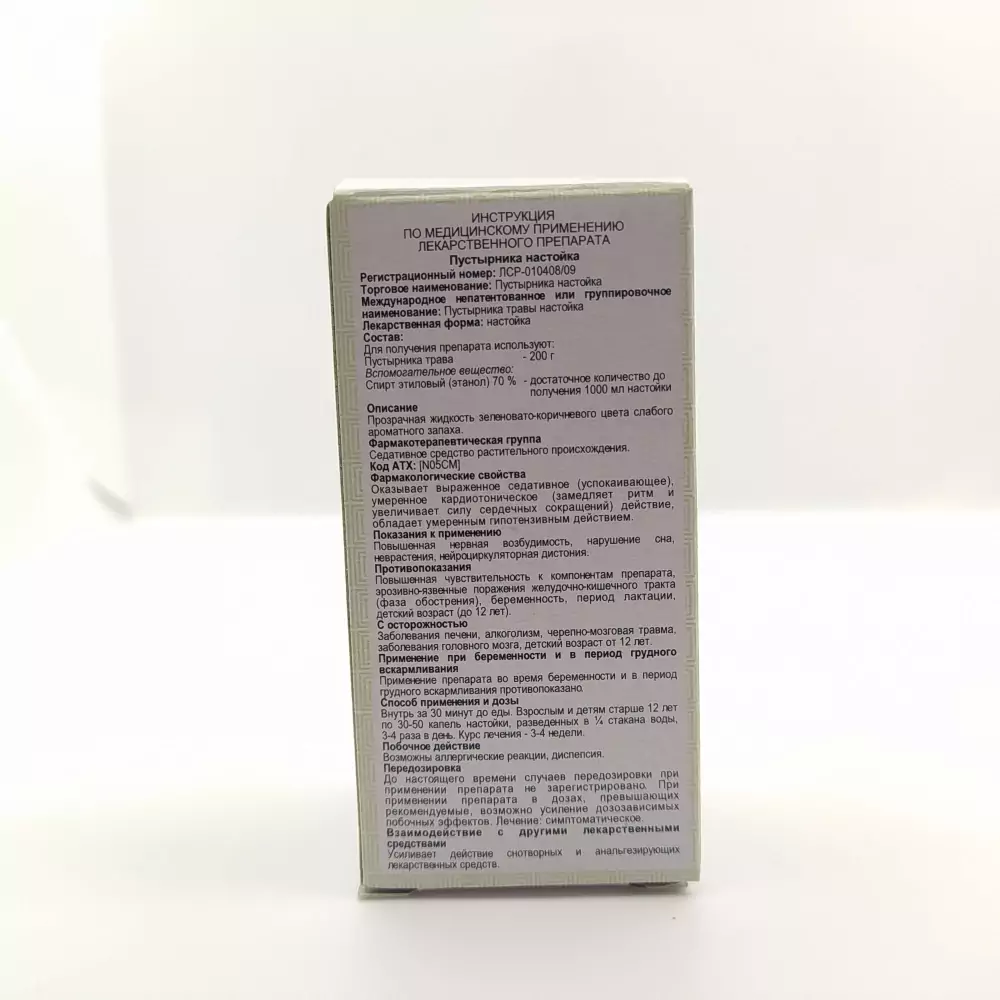 ИНСТРУКЦИЯ
ПО МЕДИЦИНСКОМУ ПРИМЕНЕНИЮ
ЛЕКАРСТВЕННОГО ПРЕПАРАТА
Пустырника настойка
Регистрационный номер: ЛСР-010408/09
Торговое наименование: Пустырника настойка
Международное непатентованное или группировочное
наименование: Пустырника травы настойка
Лекарственная форма: настойка
Состав:
Для получения препарата используют:
Пустырника трава - 200 г
Вспомогательное вещество:
Спирт этиловый (этанол) 70 % - достаточное количество до
получения 1000 мл настойки
Описание
Прозрачная жидкость зеленовато-коричневого цвета слабого
ароматного запаха.
Фармакотерапевтическая группа
Седативное средство растительного происхождения.
Код АТХ: [N05CM]
Фармакологические свойства
Оказывает выраженное седативное (успокаивающее),
умеренное кардиотоническое (замедляет ритм и
увеличивает силу сердечных сокращений) действие,
обладает умеренным гипотензивным действием.
Показания к применению
Повышенная нервная возбудимость, нарушение сна,
неврастения, нейроциркуляторная дистония.
Противопоказания
Повышенная чувствительность к компонентам препарата,
эрозивно-язвенные поражения желудочно-кишечного тракта
(фаза обострения), беременность, период лактации,
детский возраст (до 12 лет).
С осторожностью
Заболевания печени, алкоголизм, черепно-мозговая травма,
заболевания головного мозга, детский возраст от 12 лет.
Применение при беременности и в период грудного
вскармливания
Применение препарата во время беременности и в период
грудного вскармливания противопоказано.
Способ применения и дозы
Внутрь за 30 минут до еды. Взрослым и детям старше 12 лет
по 30-50 капель настойки, разведенных в ¼ стакана воды,
3-4 раза в день. Курс лечения - 3-4 недели.
Побочное действие
Возможны аллергические реакции, диспепсия.
Передозировка
До настоящего времени случаев передозировки при
применении препарата не зарегистрировано. При
применении препарата в дозах, превышающих
рекомендуемые, возможно усиление дозозависимых
побочных эффектов. Лечение: симптоматическое.
Взаимодействие с другими лекарственными
средствами
Усиливает действие снотворных и анальгезирующих
лекарственных средств.